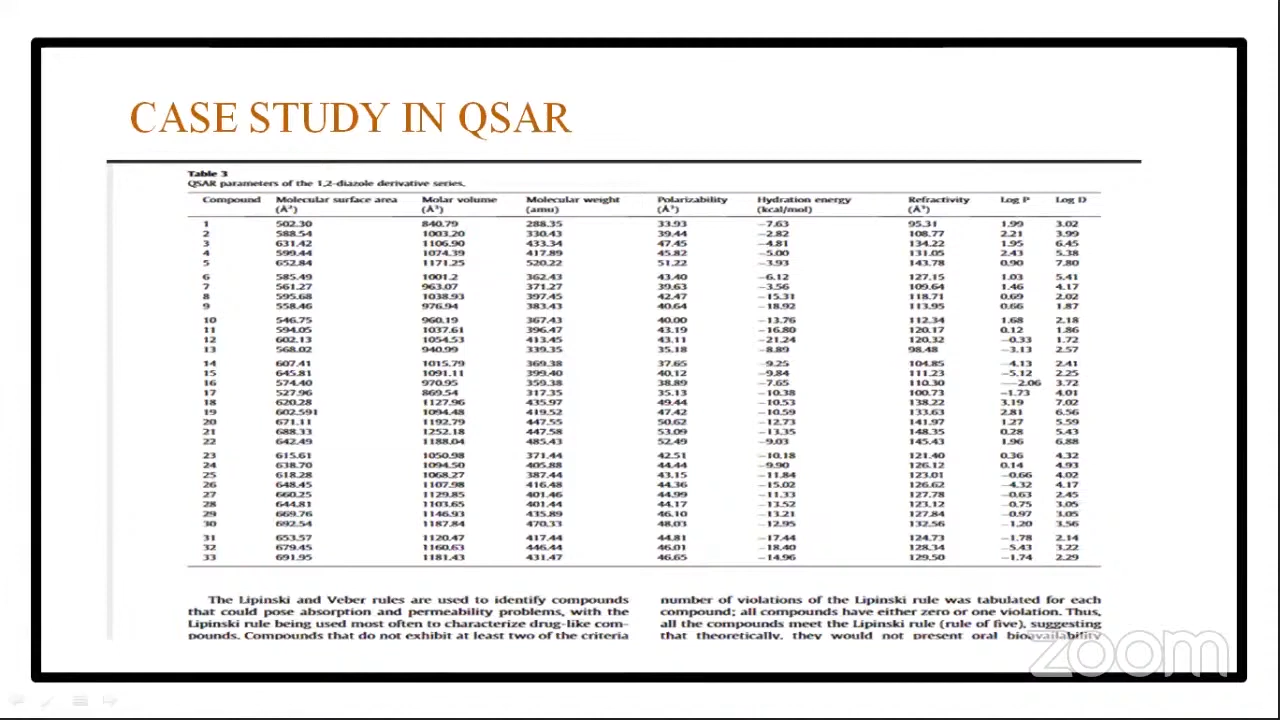 CASE STUDY IN QSAR
Table 3
QSAR parameters of the 1,2-diazole derivative series.
Compound Molecular surface area Molar volume Molecular weight Polarizability Hydration energy Refractivity Log P Log D
(Å²) (Å³) (amu) (Å³) (kcal/mol) (Å³)
1 502.30 840.79 288.35 33.93 −7.63 95.31 1.99 3.02
2 588.54 1003.20 330.43 39.44 −2.82 108.77 2.21 3.99
3 631.42 1106.90 433.34 47.45 −4.81 134.22 1.95 6.45
4 599.44 1074.39 417.89 45.82 −5.00 131.05 2.43 5.38
5 652.84 1171.25 520.22 51.22 −3.93 143.78 0.90 7.80
6 585.49 1001.2 362.43 43.40 −6.12 127.15 1.03 5.41
7 561.27 963.07 371.27 39.63 −3.56 109.64 1.46 4.17
8 595.68 1038.93 397.45 42.47 −15.31 118.71 0.69 2.02
9 558.46 976.94 383.43 40.64 −18.92 113.95 0.66 1.87
10 546.75 960.19 367.43 40.00 −13.76 112.34 1.68 2.18
11 594.05 1037.61 396.47 43.19 −16.80 120.17 0.12 1.86
12 602.13 1054.53 413.45 43.11 −21.24 120.32 −0.33 1.72
13 568.02 940.99 339.35 35.18 −8.89 98.48 −3.13 2.57
14 607.41 1015.79 369.38 37.65 −9.25 104.85 −4.13 2.41
15 645.81 1091.11 399.40 40.12 −9.84 111.23 −5.12 2.25
16 574.40 970.95 359.38 38.89 −7.65 110.30 −−2.06 3.72
17 527.96 869.54 317.35 35.13 −10.38 100.73 −1.73 4.01
18 620.28 1127.96 435.97 49.44 −10.53 138.22 3.19 7.02
19 602.591 1094.48 419.52 47.42 −10.59 133.63 2.81 6.56
20 671.11 1192.79 447.55 50.62 −12.73 141.97 1.27 5.59
21 688.33 1252.18 447.58 53.09 −13.35 148.35 0.28 5.43
22 642.49 1188.04 485.43 52.49 −9.03 145.43 1.96 6.88
23 615.61 1050.98 371.44 42.51 −10.18 121.40 0.36 4.32
24 638.70 1094.50 405.88 44.44 −9.90 126.12 0.14 4.93
25 618.28 1068.27 387.44 43.15 −11.84 123.01 −0.66 4.02
26 648.45 1107.98 416.48 44.36 −15.02 126.62 −4.32 4.17
27 660.25 1129.85 401.46 44.99 −11.33 127.78 −0.63 2.45
28 644.81 1103.65 401.44 44.17 −13.52 123.12 −0.75 3.05
29 669.76 1146.93 435.89 46.10 −13.21 127.84 −0.97 3.05
30 692.54 1187.84 470.33 48.03 −12.95 132.56 −1.20 3.56
31 653.57 1120.47 417.44 44.81 −17.44 124.73 −1.78 2.14
32 679.45 1160.63 446.44 46.01 −18.40 128.34 −5.43 3.22
33 691.95 1181.43 431.47 46.65 −14.96 129.50 −1.74 2.29
The Lipinski and Veber rules are used to identify compounds
that could pose absorption and permeability problems, with the
Lipinski rule being used most often to characterize drug-like com-
pounds. Compounds that do not exhibit at least two of the criteria
number of violations of the Lipinski rule was tabulated for each
compound; all compounds have either zero or one violation. Thus,
all the compounds meet the Lipinski rule (rule of five), suggesting
that theoretically, they would not present oral bioavailability
zoom